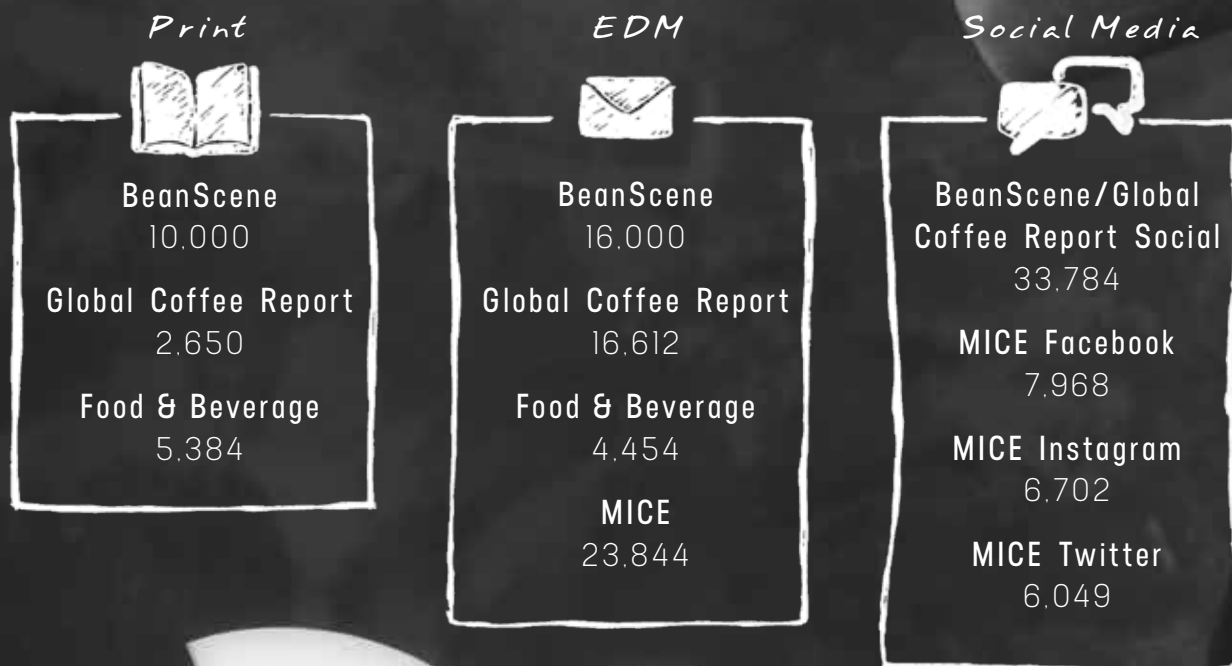 Print
BeanScene
10,000
Global Coffee Report
2,650
Food & Beverage
5,384
EDM
BeanScene
16,000
Global Coffee Report
16,612
Food & Beverage
4,454
MICE
23,844
Social Media
BeanScene/Global
Coffee Report Social
33,784
MICE Facebook
7,968
MICE Instagram
6,702
MICE Twitter
6,049